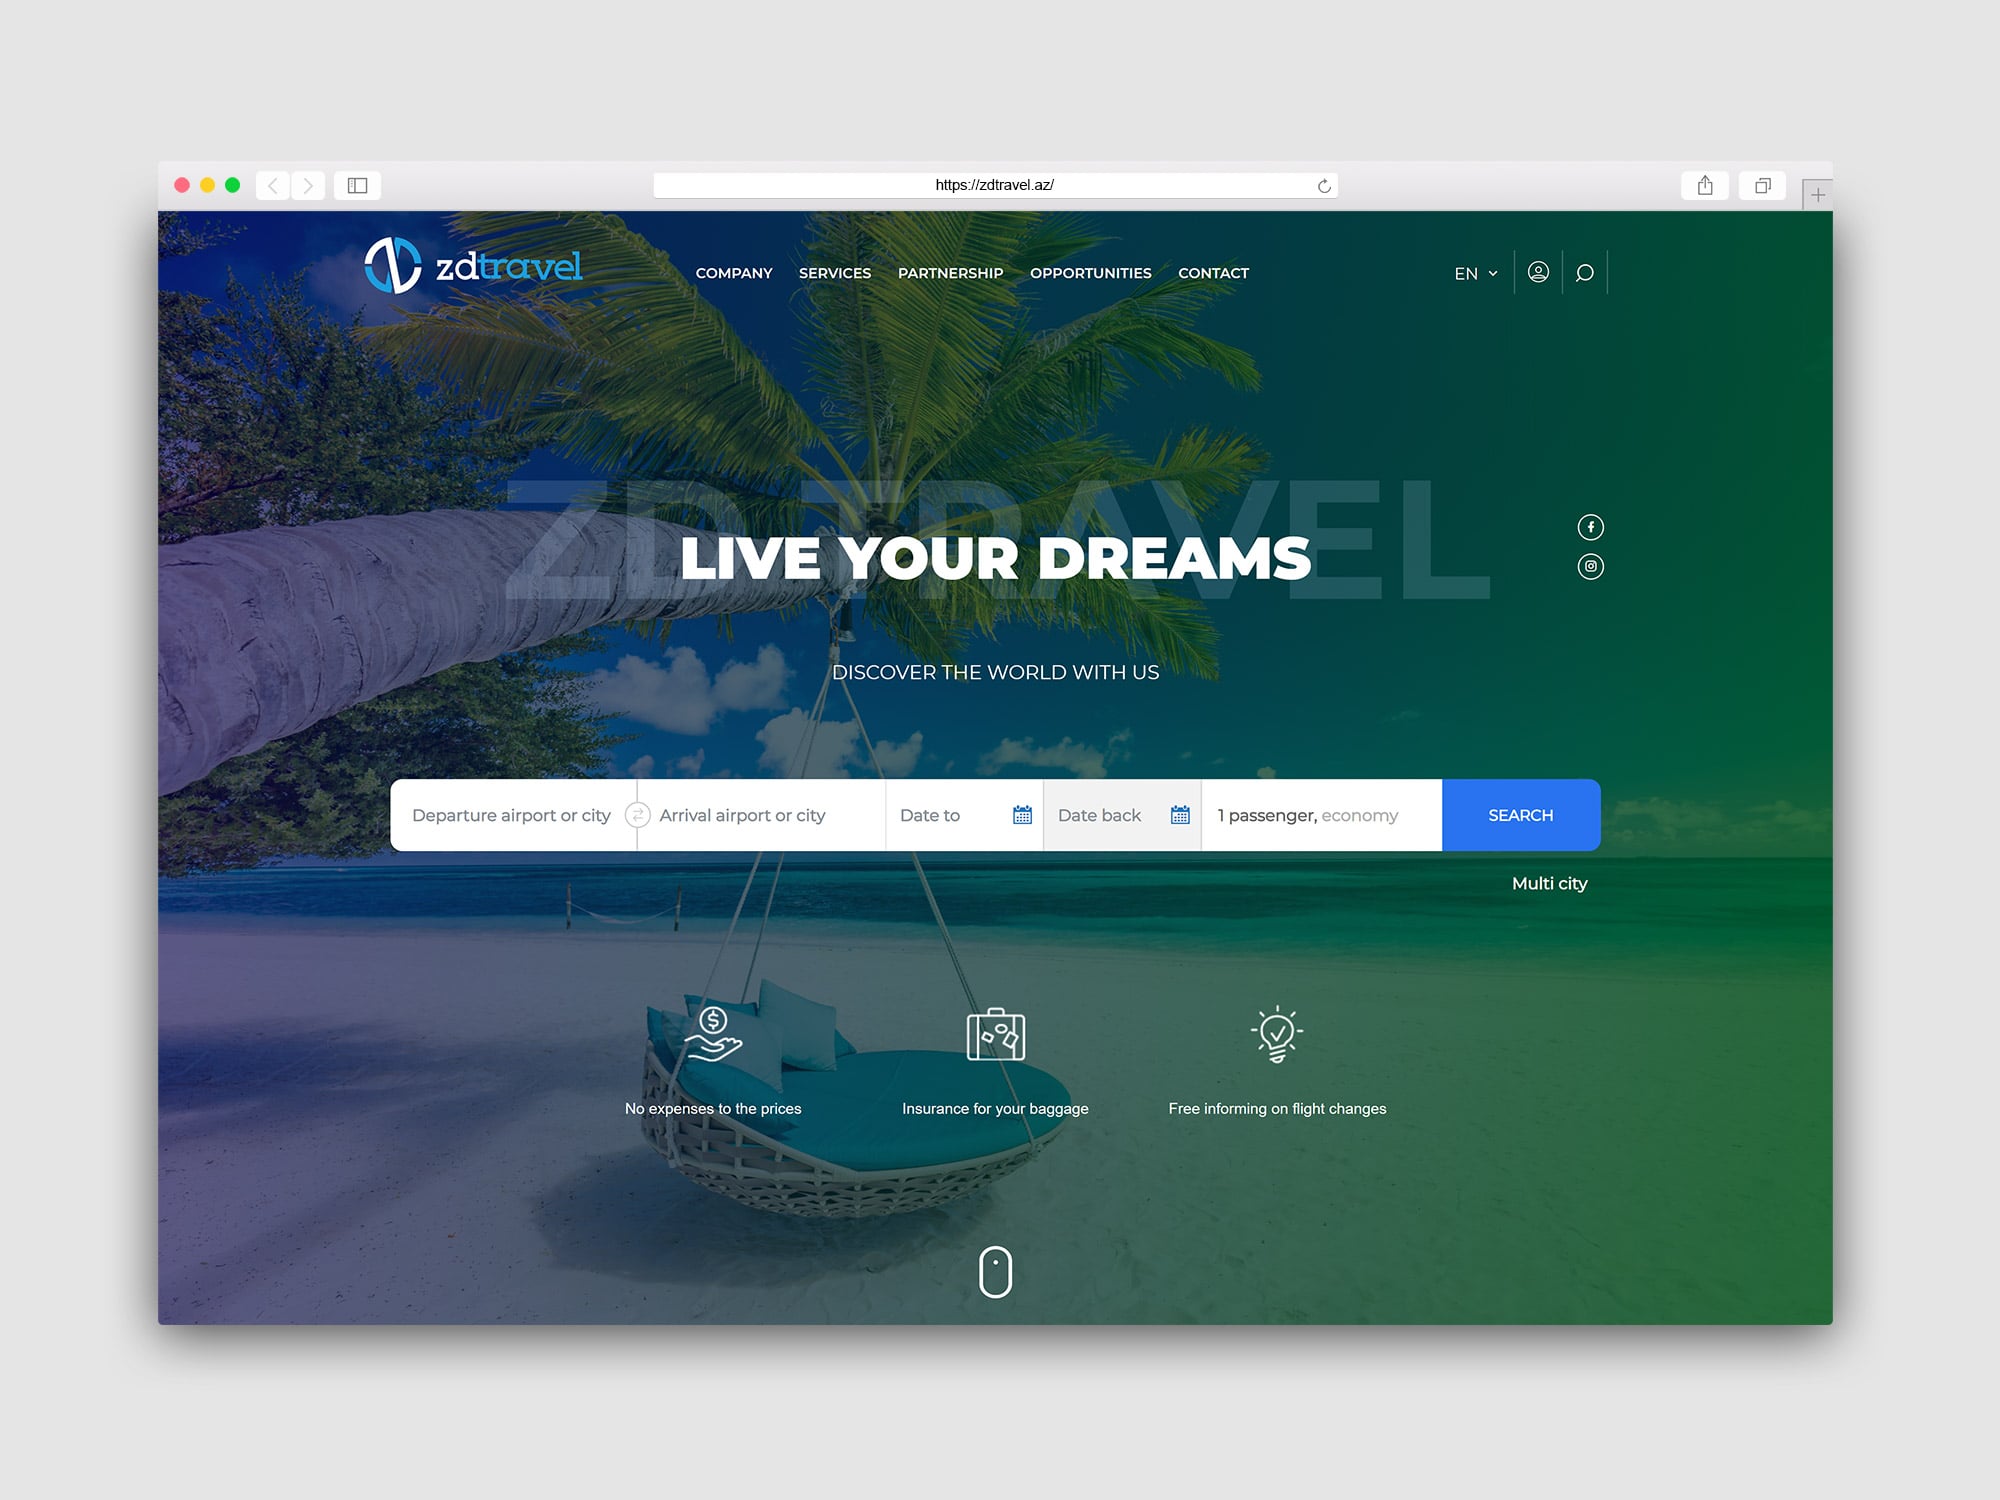 https://zdtravel.az/
zdtravel
COMPANY SERVICES PARTNERSHIP OPPORTUNITIES CONTACT
EN
ZD TRAVEL
LIVE YOUR DREAMS
DISCOVER THE WORLD WITH US
Departure airport or city Arrival airport or city Date to Date back 1 passenger, economy SEARCH
Multi city
No expenses to the prices Insurance for your baggage Free informing on flight changes